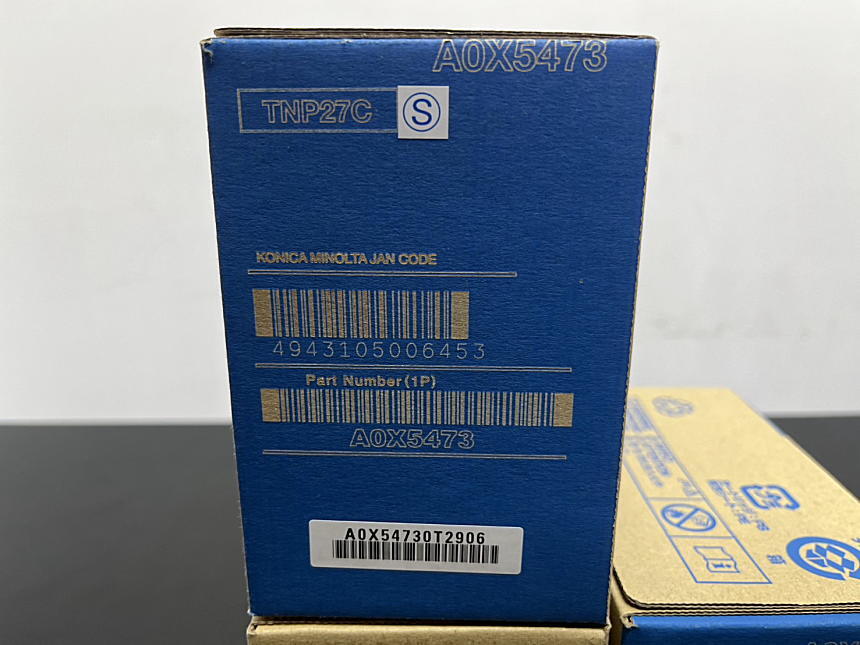 A0X5473
TNP27C
S
KONICA MINOLTA JAN CODE
4943105006453
Part Number(1P)
A0X5473
A0X54730T2906